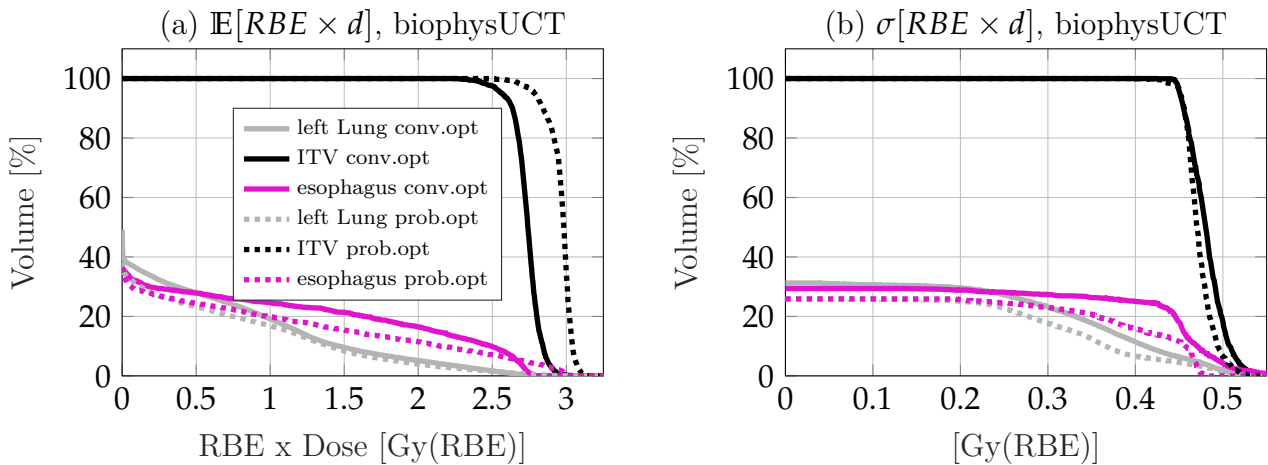 (a) 𝔼[RBE × d], biophysUCT
(b) σ[RBE × d], biophysUCT
Volume [%]
100
80
60
40
20
0
left Lung conv.opt
ITV conv.opt
esophagus conv.opt
left Lung prob.opt
ITV prob.opt
esophagus prob.opt
0 0.5 1 1.5 2 2.5 3
RBE x Dose [Gy(RBE)]
Volume [%]
100
80
60
40
20
0
0 0.1 0.2 0.3 0.4 0.5
[Gy(RBE)]